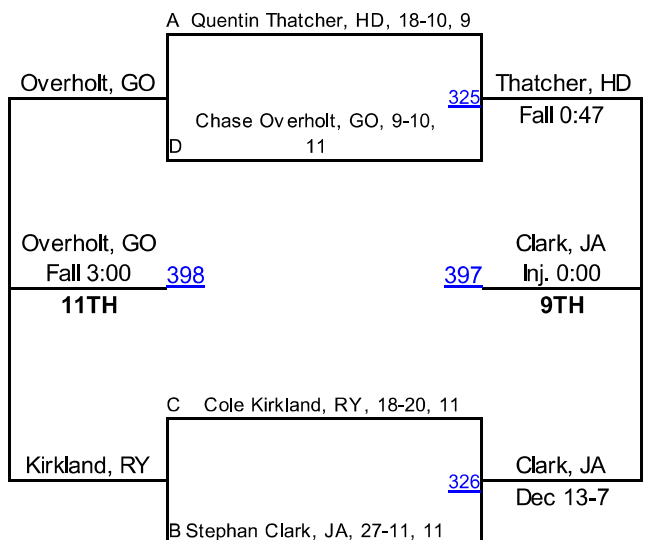 A Quentin Thatcher, HD, 18-10, 9
Overholt, GO
325
Thatcher, HD
Fall 0:47
Chase Overholt, GO, 9-10,
D 11
Overholt, GO
Fall 3:00
398
11TH
397
Clark, JA
Inj. 0:00
9TH
C Cole Kirkland, RY, 18-20, 11
Kirkland, RY
326
Clark, JA
Dec 13-7
B Stephan Clark, JA, 27-11, 11